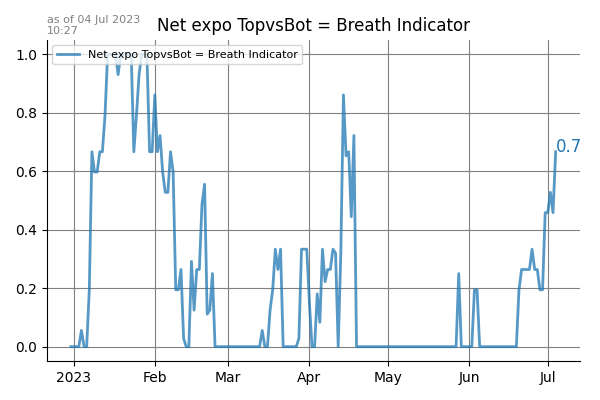 as of 04 Jul 2023
10:27
Net expo TopvsBot = Breath Indicator
Net expo TopvsBot = Breath Indicator
1.0
0.8
0.6
0.4
0.2
0.0
0.7
2023 Feb Mar Apr May Jun Jul